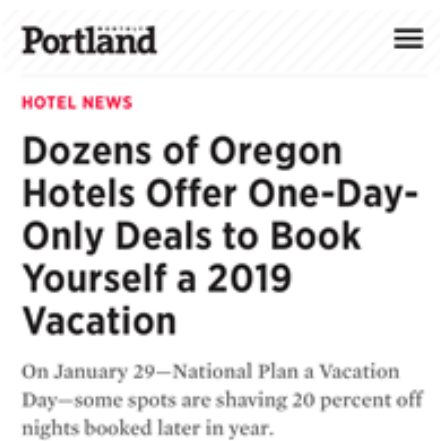 Portland
MONTHLY
HOTEL NEWS
Dozens of Oregon
Hotels Offer One-Day-
Only Deals to Book
Yourself a 2019
Vacation
On January 29—National Plan a Vacation
Day—some spots are shaving 20 percent off
nights booked later in year.